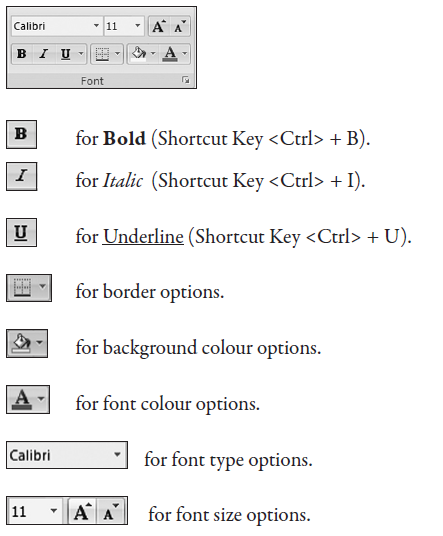 Calibri 11 A A
B I U A
Font
B for Bold (Shortcut Key <Ctrl> + B).
I for Italic (Shortcut Key <Ctrl> + I).
U for Underline (Shortcut Key <Ctrl> + U).
for border options.
for background colour options.
A for font colour options.
Calibri for font type options.
11 A A for font size options.